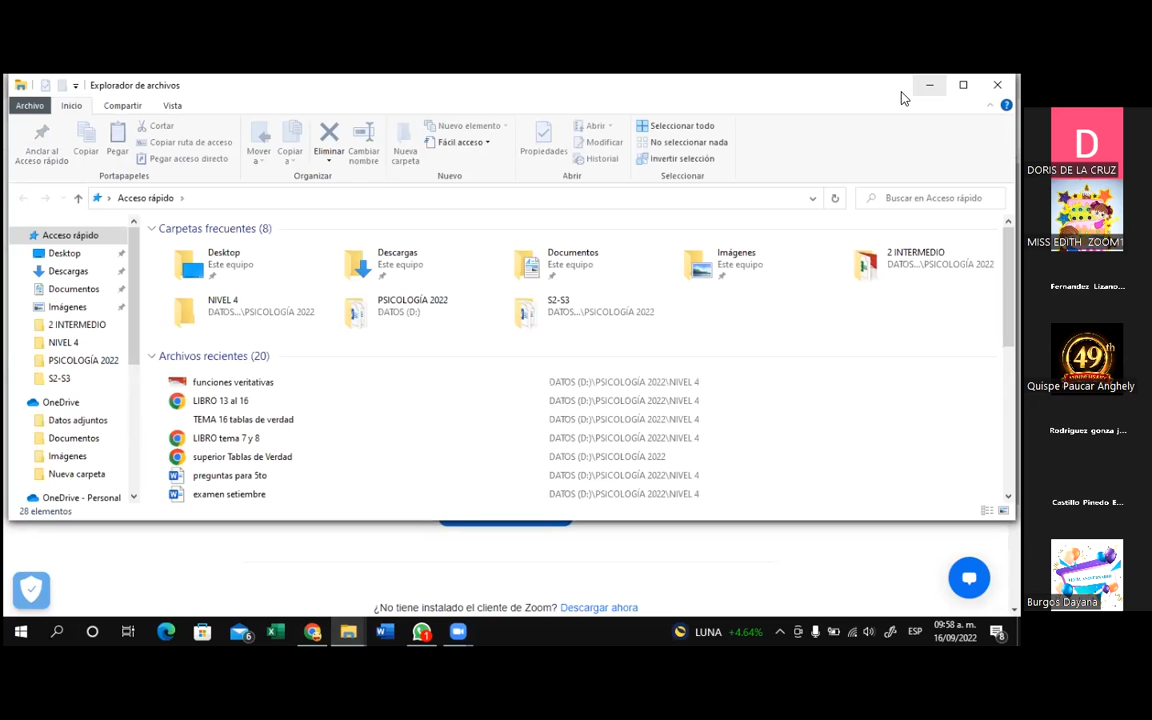 Explorador de archivos
Archivo Inicio Compartir Vista
Anclar al Acceso rápido
Copiar
Pegar
Cortar
Copiar ruta de acceso
Pegar acceso directo
Portapapeles
Mover a
Copiar a
Eliminar
Cambiar nombre
Organizar
Nueva carpeta
Nuevo elemento
Fácil acceso
Nuevo
Propiedades
Abrir
Modificar
Historial
Abrir
Seleccionar todo
No seleccionar nada
Invertir selección
Seleccionar
Acceso rápido
Buscar en Acceso rápido
Acceso rápido
Desktop
Descargas
Documentos
Imágenes
2 INTERMEDIO
NIVEL 4
PSICOLOGÍA 2022
S2-S3
OneDrive
Datos adjuntos
Documentos
Imágenes
Nueva carpeta
OneDrive - Personal
28 elementos
Carpetas frecuentes (8)
Desktop
Este equipo
Descargas
Este equipo
Documentos
Este equipo
Imágenes
Este equipo
2 INTERMEDIO
DATOS...\PSICOLOGÍA 2022
NIVEL 4
DATOS...\PSICOLOGÍA 2022
PSICOLOGÍA 2022
DATOS (D:)
S2-S3
DATOS...\PSICOLOGÍA 2022
Archivos recientes (20)
funciones veritativas DATOS (D:)\PSICOLOGÍA 2022\NIVEL 4
LIBRO 13 al 16 DATOS (D:)\PSICOLOGÍA 2022\NIVEL 4
TEMA 16 tablas de verdad DATOS (D:)\PSICOLOGÍA 2022\NIVEL 4
LIBRO tema 7 y 8 DATOS (D:)\PSICOLOGÍA 2022\NIVEL 4
superior Tablas de Verdad DATOS (D:)\PSICOLOGÍA 2022
preguntas para 5to DATOS (D:)\PSICOLOGÍA 2022\NIVEL 4
examen setiembre DATOS (D:)\PSICOLOGÍA 2022\NIVEL 4
¿No tiene instalado el cliente de Zoom? Descargar ahora
6
1
LUNA +4.64%
ESP
09:58 a. m.
16/09/2022
8
D
DORIS DE LA CRUZ
MISS EDITH_ZOOM1
Fernandez Lizano...
49th
ANNIVERSARY
Quispe Paucar Anghely
Rodriguez gonza j...
Castillo Pinedo E...
Burgos Dayana